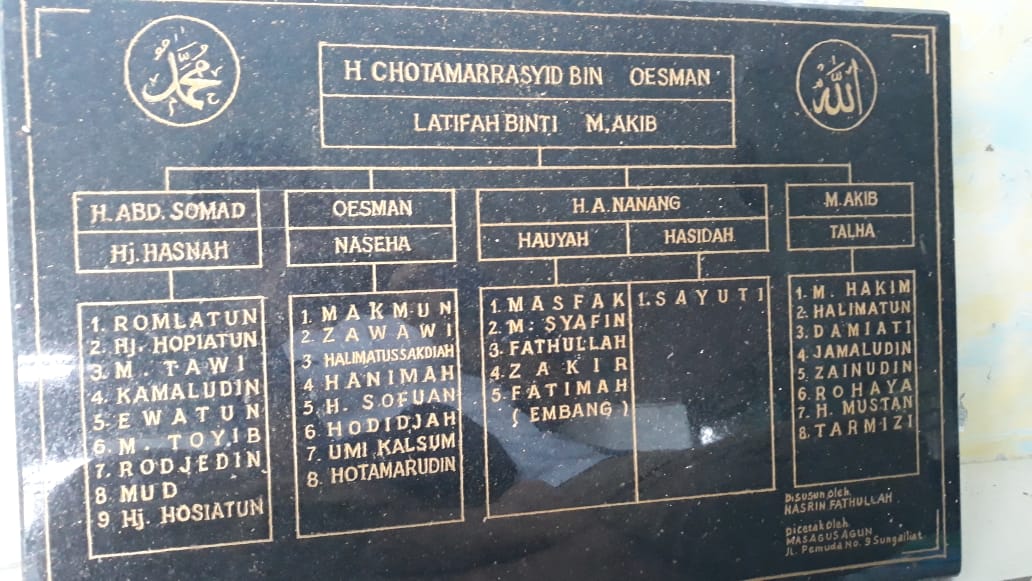 محمد
الله
H. CHOTAMARRASYID BIN OESMAN
LATIFAH BINTI M,AKIB
H. ABD. SOMAD
Hj. HASNAH
1. ROMLATUN
2. Hj. HOPIATUN
3. M. TAWI
4. KAMALUDIN
5. EWATUN
6. M. TOYIB
7. RODJEDIN
8. MUD
9 Hj. HOSIATUN
OESMAN
NASEHA
1. MAKMUN
2. ZAWAWI
3 HALIMATUSSAKDIAH
4 HANIMAH
5. H. SOFUAN
6. HODIDJAH
7. UMI KALSUM
8. HOTAMARUDIN
H.A. NANANG
HAUYAH
HASIDAH
1. MASFAK
2. M. SYAFIN
3. FATHULLAH
4. ZAKIR
5. FATIMAH
( EMBANG )
1. SAYUTI
M. AKIB
TALHA
1. M. HAKIM
2. HALIMATUN
3. DAMIATI
4. JAMALUDIN
5. ZAINUDIN
6. ROHAYA
7. H. MUSTAN
8. TARMIZI
Disusun oleh
NASRIN FATHULLAH
Dicetak Oleh
MASAGUS AGUN
JL. Pemuda No. 9 Sungailiat